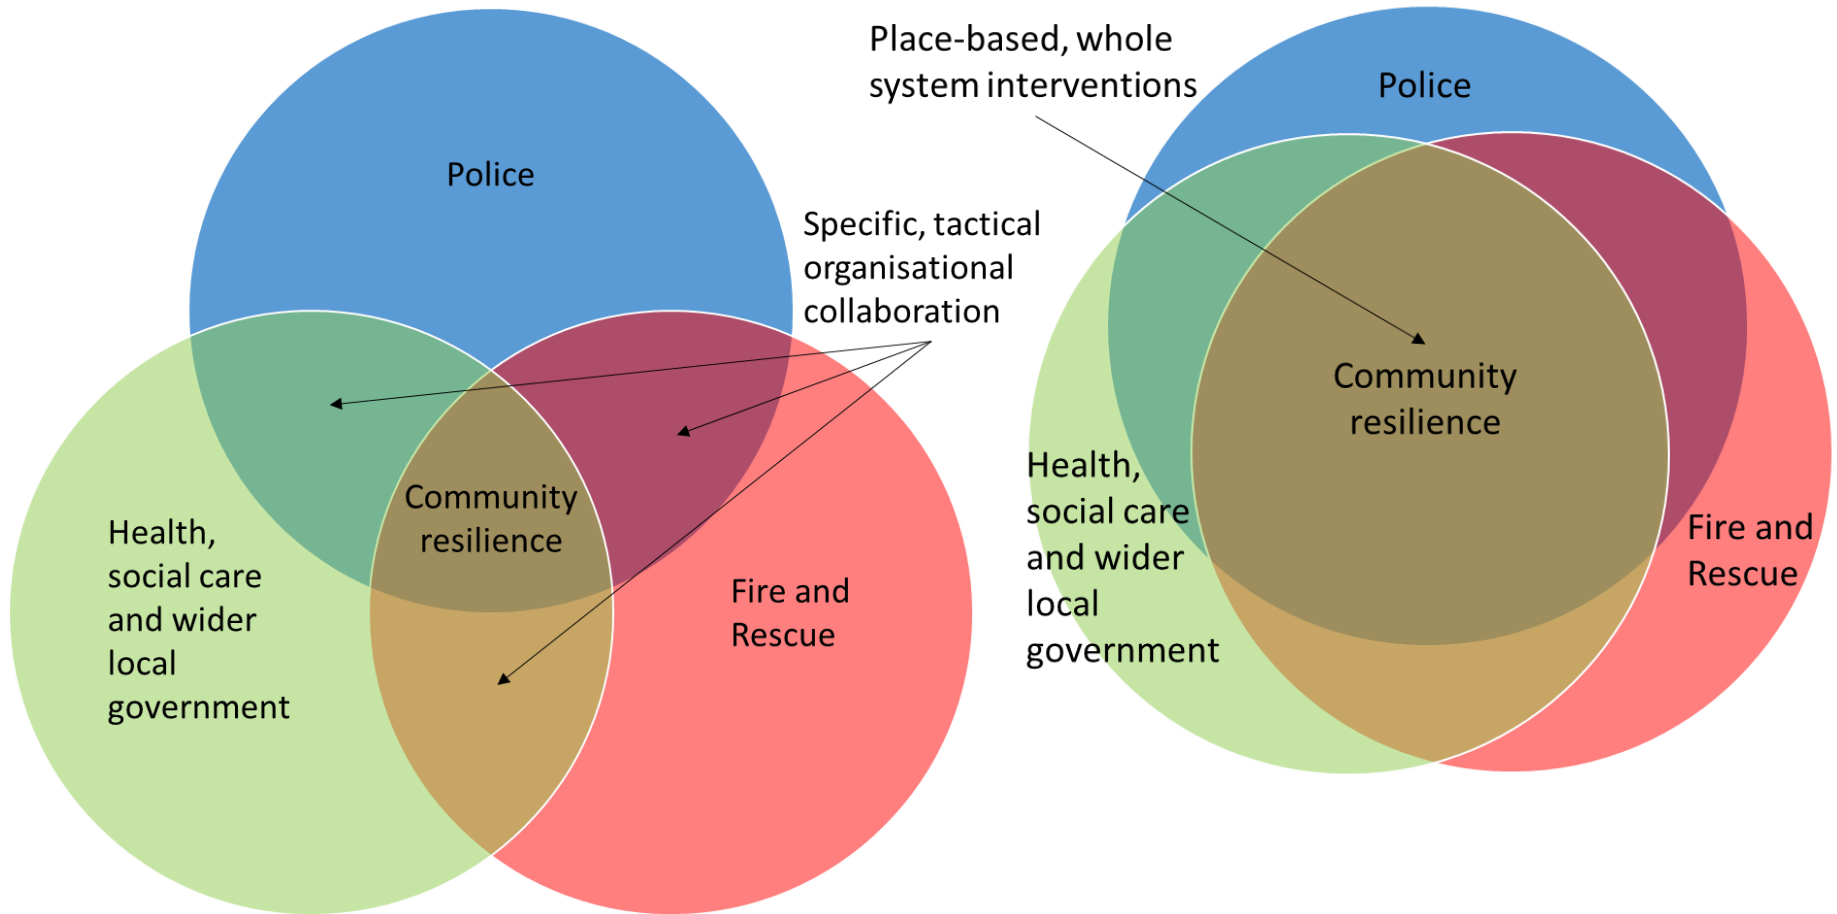 Police
Specific, tactical
organisational
collaboration
Community
resilience
Health,
social care
and wider
local
government
Fire and
Rescue
Place-based, whole
system interventions
Police
Community
resilience
Health,
social care
and wider
local
government
Fire and
Rescue